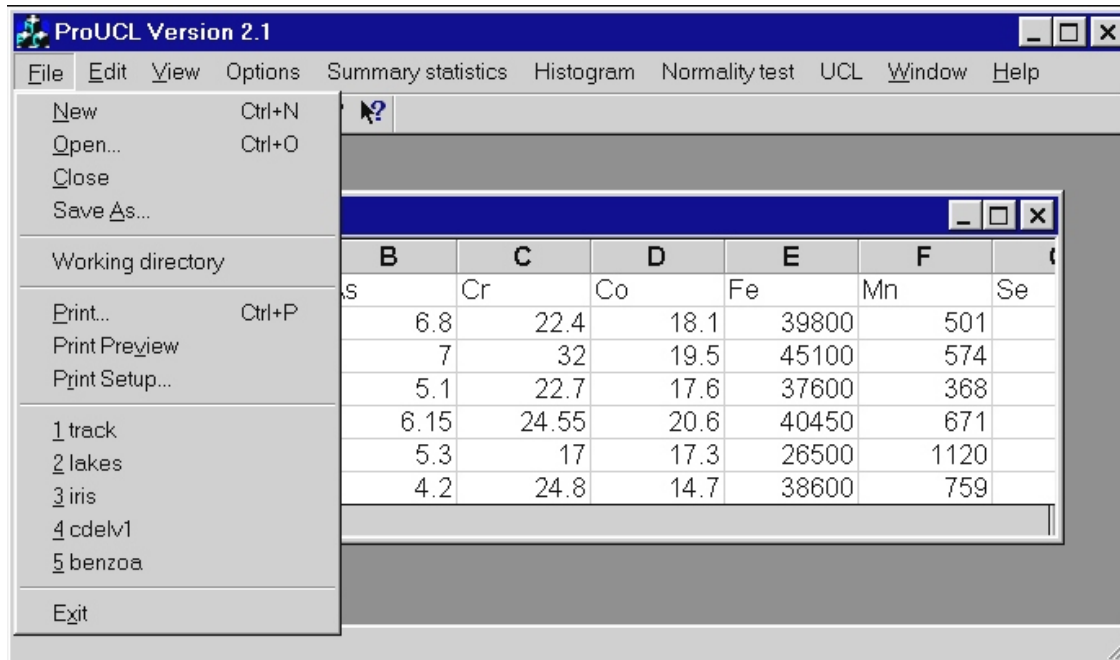 ProUCL Version 2.1
File Edit View Options Summary statistics Histogram Normality test UCL Window Help
New Ctrl+N
Open... Ctrl+O
Close
Save As...
Working directory
Print... Ctrl+P
Print Preview
Print Setup...
1 track
2 lakes
3 iris
4 cdelv1
5 benzoa
Exit
B C D E F
Cr Co Fe Mn Se
6.8 22.4 18.1 39800 501
7 32 19.5 45100 574
5.1 22.7 17.6 37600 368
6.15 24.55 20.6 40450 671
5.3 17 17.3 26500 1120
4.2 24.8 14.7 38600 759